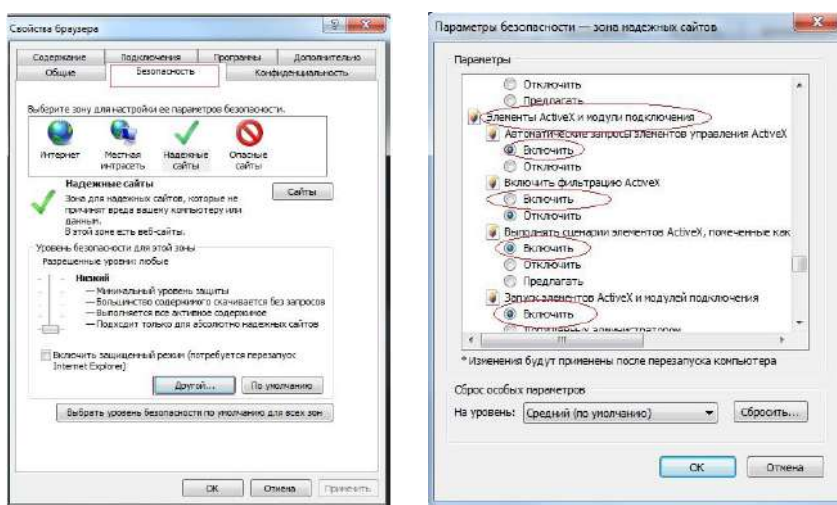 Свойства браузера
Содержание
Подключения
Программы
Дополнительно
Общие
Безопасность
Конфиденциальность
Выберите зону для настройки ее параметров безопасности.
Интернет
Местная интрасеть
Надежные сайты
Опасные сайты
Надежные сайты
Сайты
Зона для надежных сайтов, которые не
причинят вреда вашему компьютеру или
данным.
В этой зоне есть веб-сайты.
Уровень безопасности для этой зоны
Разрешенные уровни: любые
Низкий
— Минимальный уровень защиты
— Большинство содержимого скачивается без запросов
— Выполняется все активное содержимое
— Подходит только для абсолютно надежных сайтов
Включить защищенный режим (потребуется перезапуск
Internet Explorer)
Другой...
По умолчанию
Выбрать уровень безопасности по умолчанию для всех зон
ОК
Отмена
Применить
Параметры безопасности — зона надежных сайтов
Параметры
Отключить
Предлагать
Элементы ActiveX и модули подключения
Автоматические запросы элементов управления ActiveX
Включить
Отключить
Включить фильтрацию ActiveX
Включить
Отключить
Выполнять сценарии элементов ActiveX, помеченные как
Включить
Отключить
Предлагать
Запуск элементов ActiveX и модулей подключения
Включить
администратором
*Изменения будут применены после перезапуска компьютера
Сброс особых параметров
На уровень:
Средний (по умолчанию)
Сбросить...
ОК
Отмена